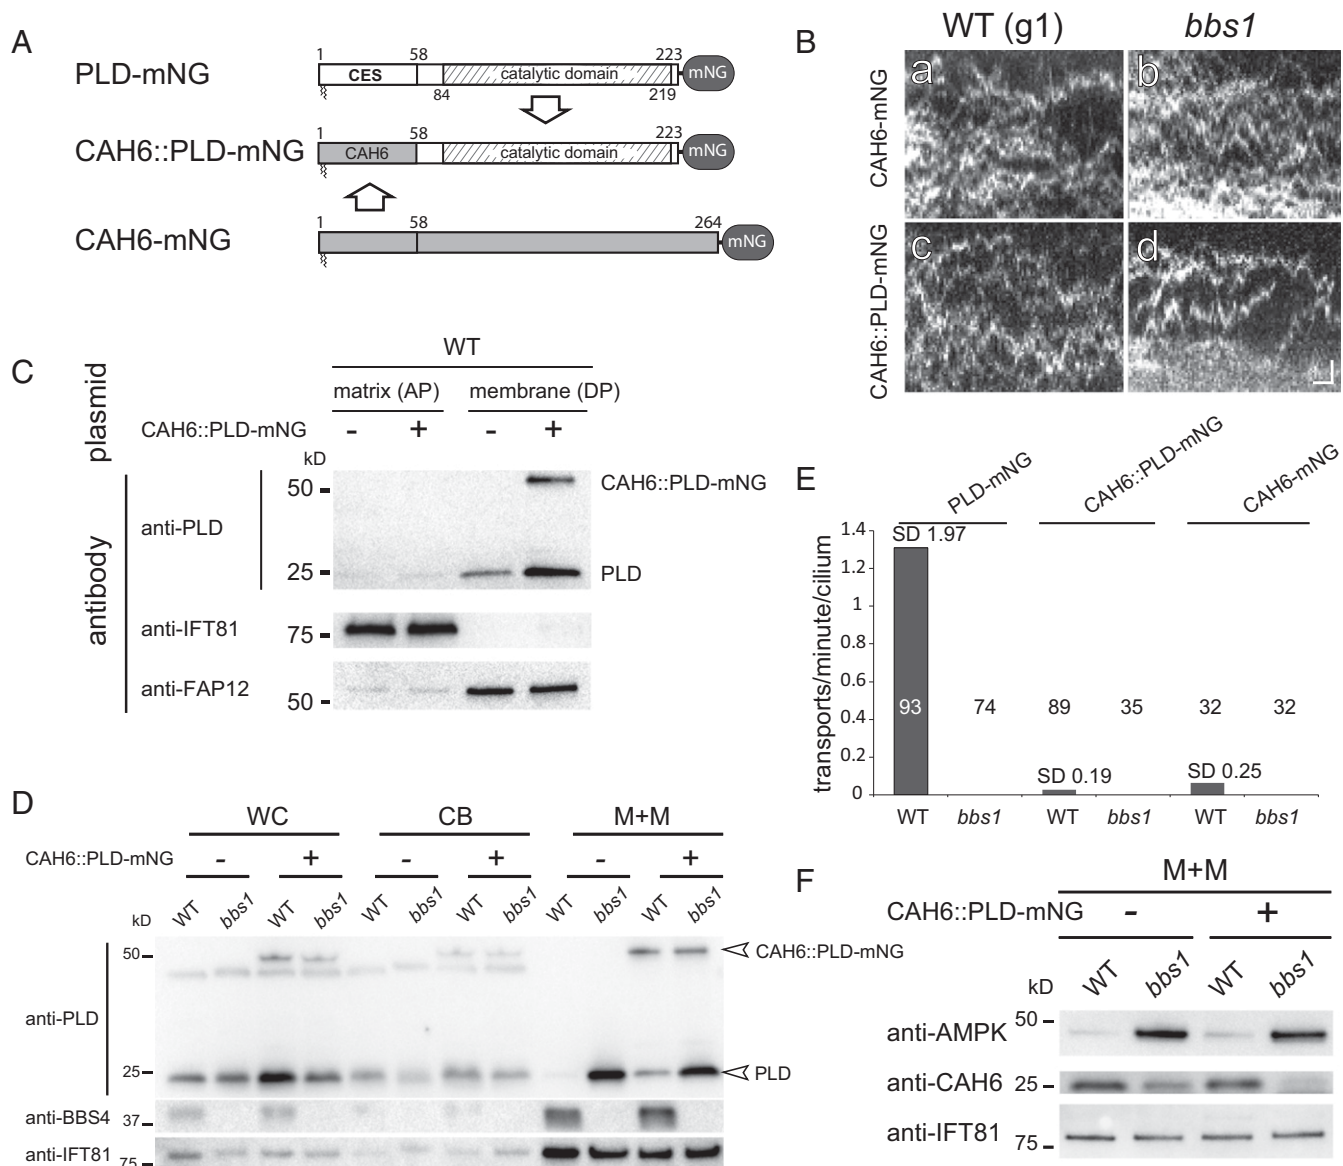 A
PLD-mNG
1
58
223
CES
catalytic domain
mNG
84
219
CAH6::PLD-mNG
1
58
223
CAH6
catalytic domain
mNG
CAH6-mNG
1
58
264
mNG
B
WT (g1)
bbs1
CAH6-mNG
a
b
CAH6::PLD-mNG
c
d
C
WT
matrix (AP)
membrane (DP)
plasmid
CAH6::PLD-mNG
- + - +
kD
50
CAH6::PLD-mNG
antibody
anti-PLD
25
PLD
anti-IFT81
75
anti-FAP12
50
D
WC
CB
M+M
CAH6::PLD-mNG
- + - + - +
WT bbs1 WT bbs1 WT bbs1 WT bbs1 WT bbs1 WT bbs1
kD
50
CAH6::PLD-mNG
anti-PLD
25
PLD
anti-BBS4
37
anti-IFT81
75
E
PLD-mNG
CAH6::PLD-mNG
CAH6-mNG
transports/minute/cilium
1.4
1.2
1
0.8
0.6
0.4
0.2
0
SD 1.97
93
74
89
35
32
32
SD 0.19
SD 0.25
WT bbs1 WT bbs1 WT bbs1
F
M+M
CAH6::PLD-mNG
- +
WT bbs1 WT bbs1
kD
anti-AMPK
50
anti-CAH6
25
anti-IFT81
75